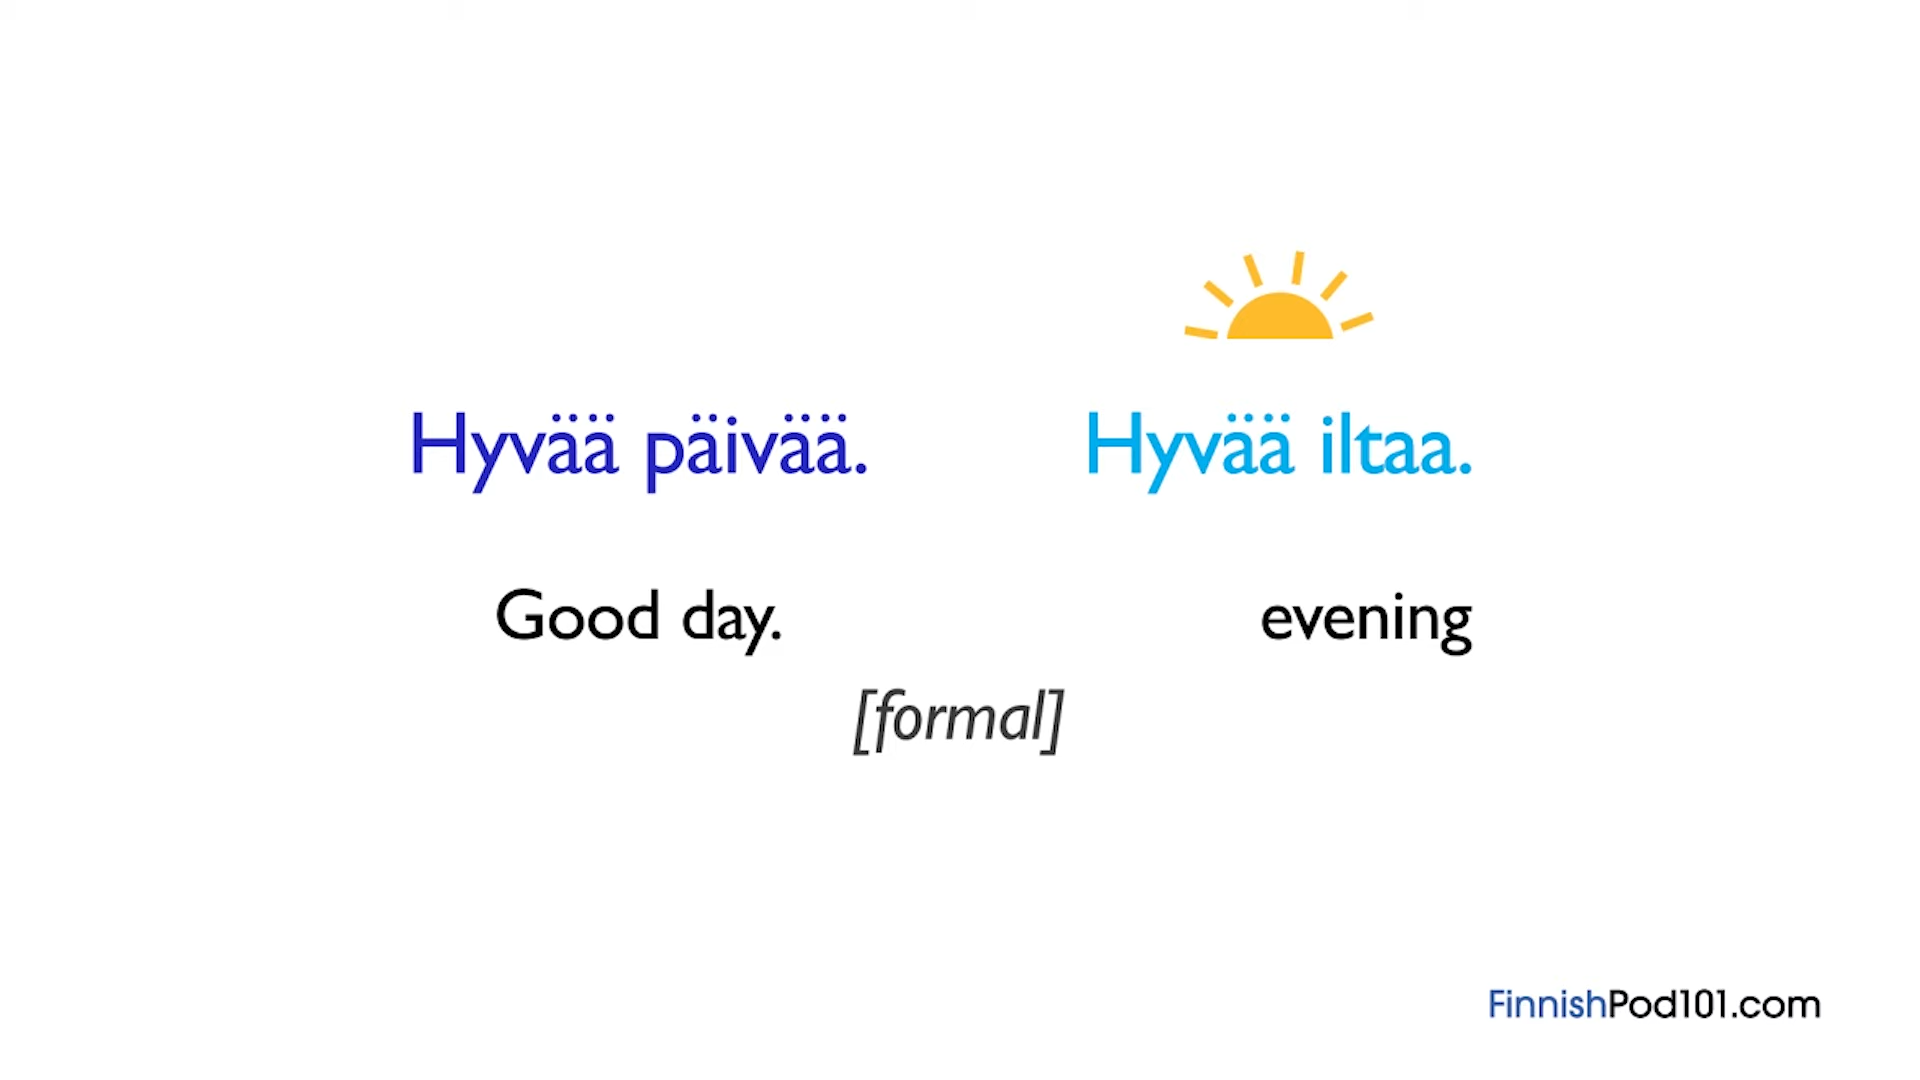 Hyvää päivää. Hyvää iltaa.
Good day. evening
[formal]
FinnishPod101.com